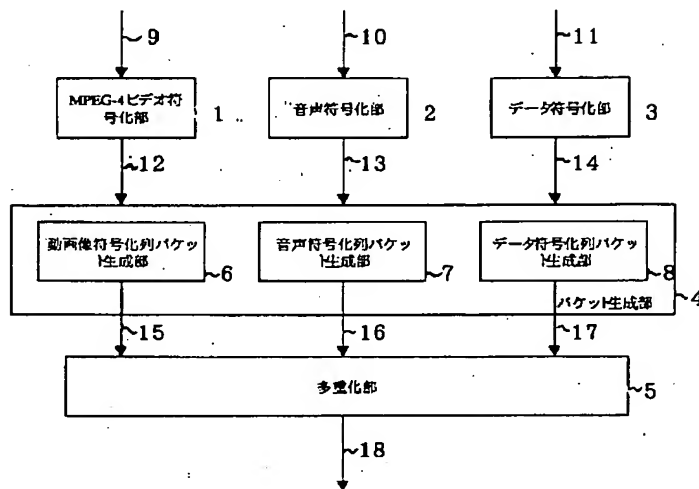 9
10
11
MPEG-4ビデオ符
号化部
1
音声符号化部
2
データ符号化部
3
12
13
14
動画像符号化列パケッ
ト生成部
6
音声符号化列パケット
生成部
7
データ符号化列パケッ
ト生成部
8
パケット生成部
4
15
16
17
多重化部
5
18